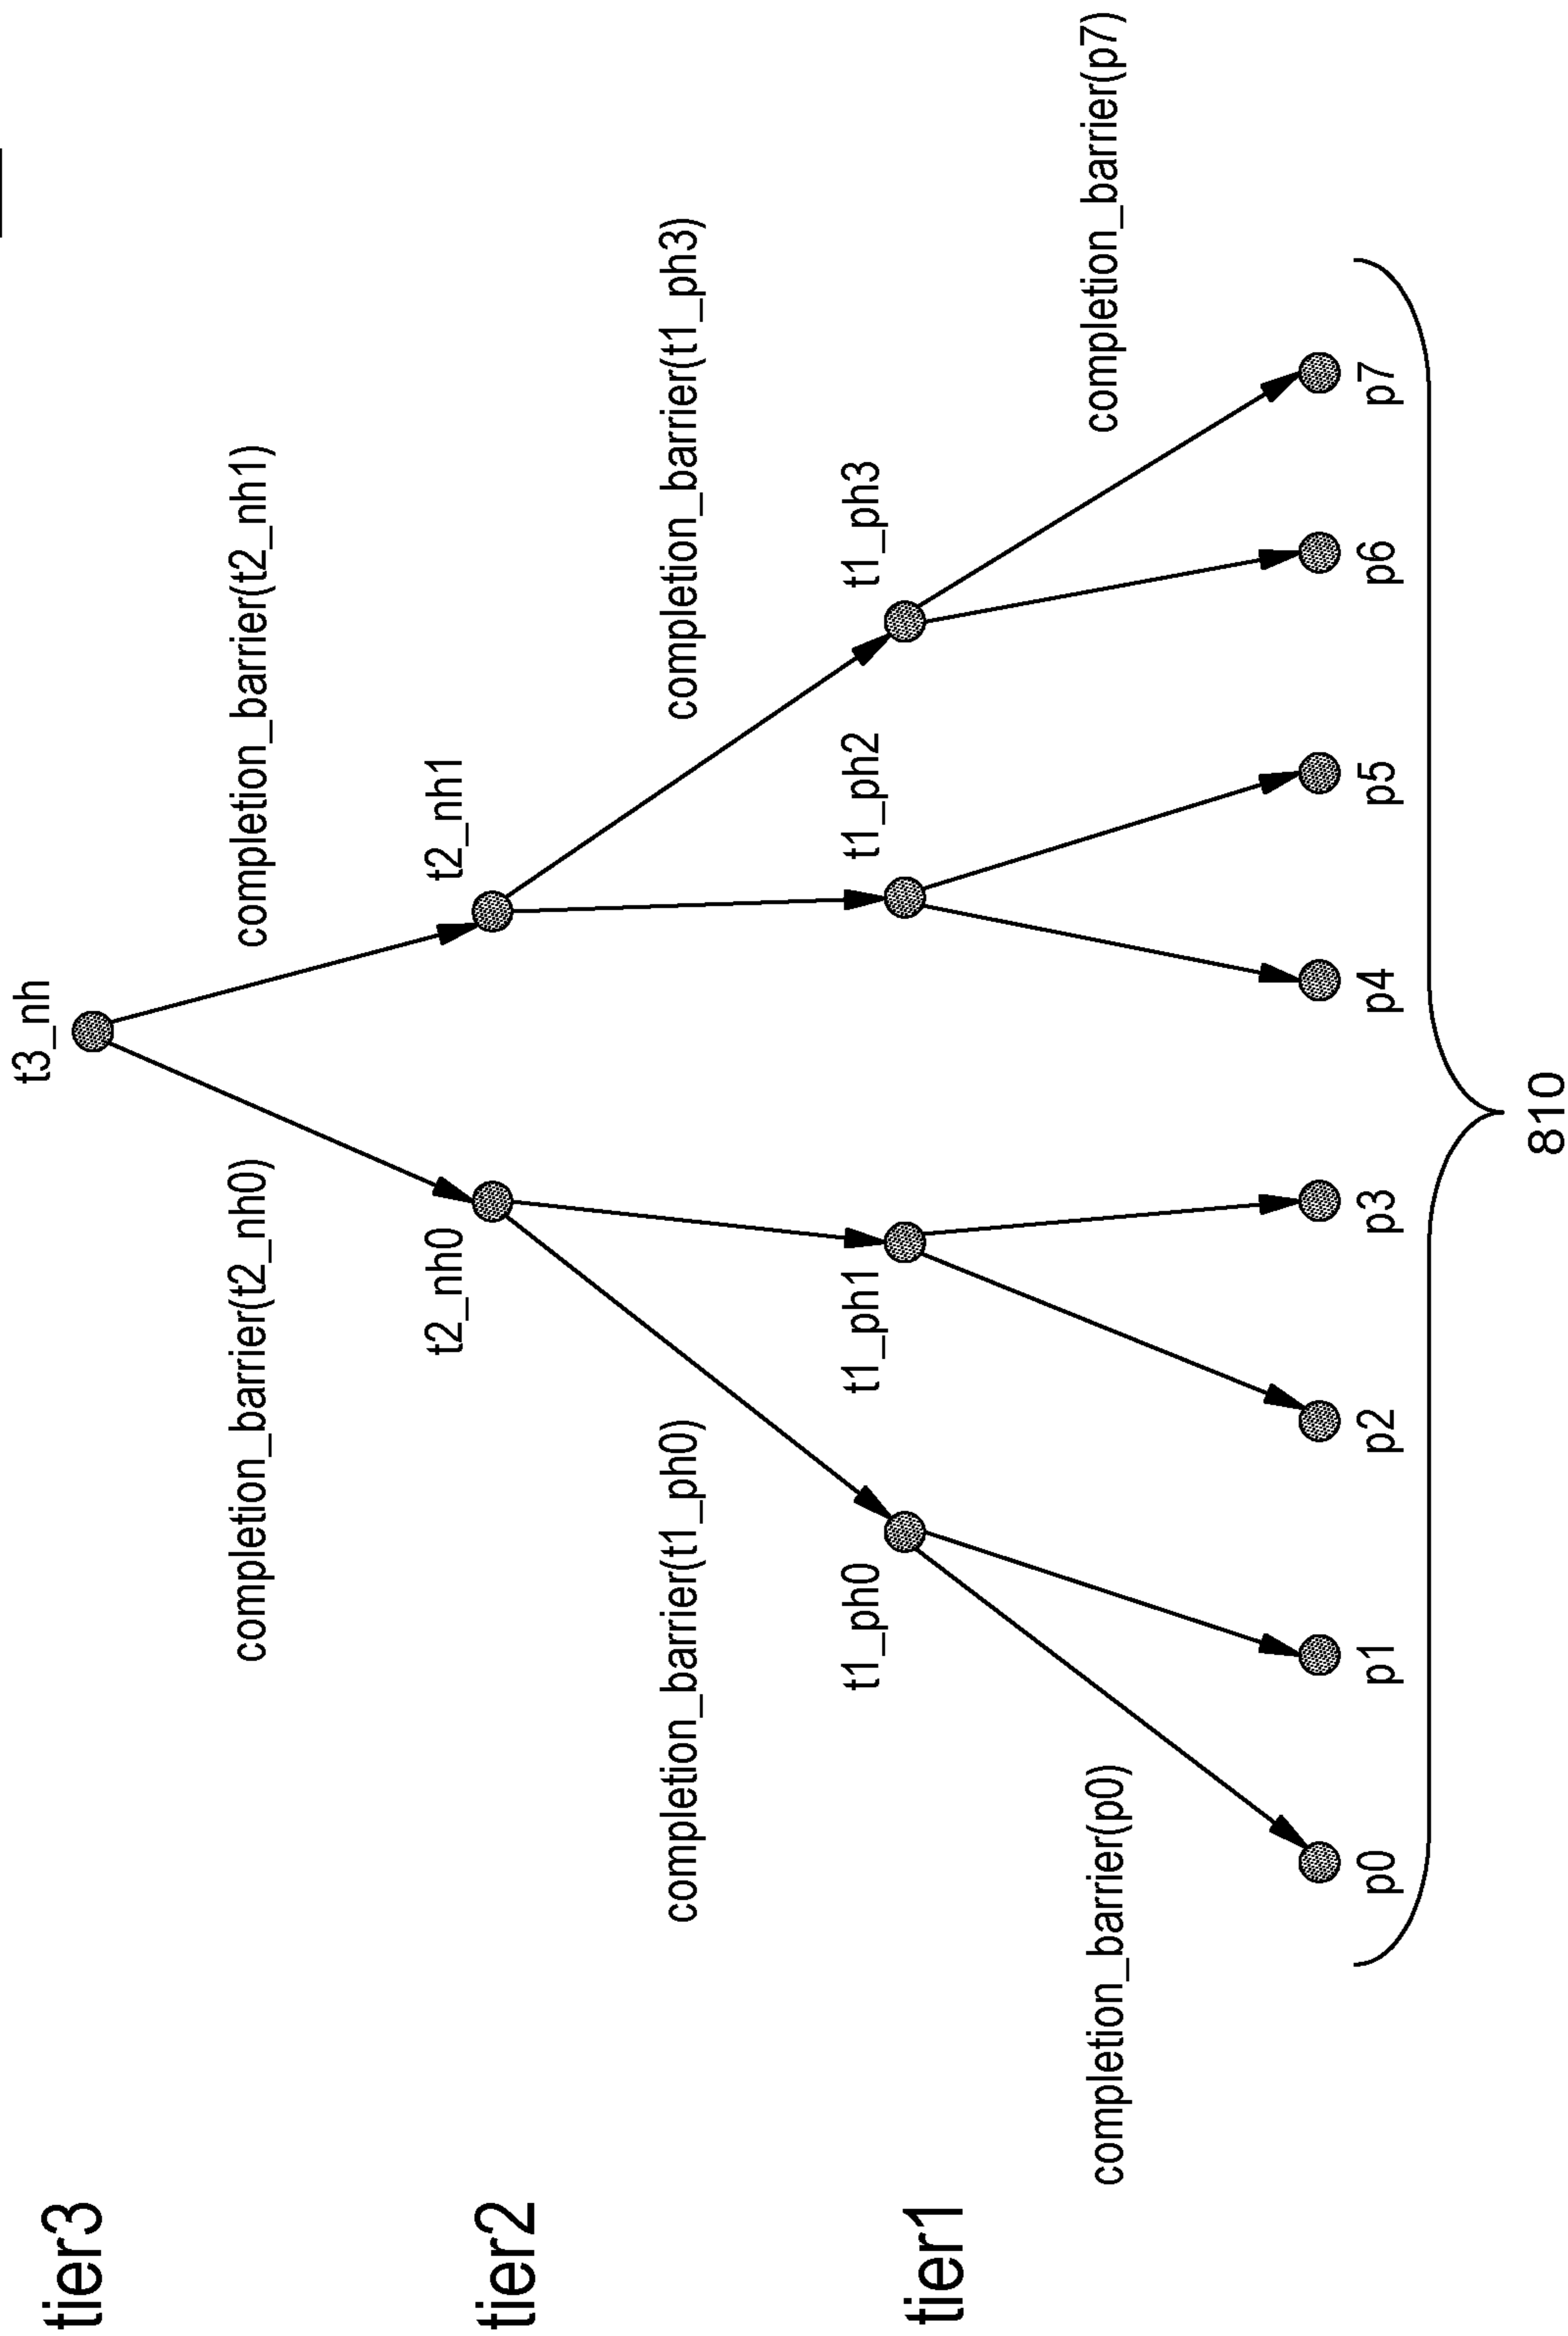 t3_nh
tier3
completion_barrier(t2_nh0)
completion_barrier(t2_nh1)
tier2
t2_nh0
t2_nh1
completion_barrier(t1_ph0)
completion_barrier(t1_ph3)
tier1
t1_ph0
t1_ph1
t1_ph2
t1_ph3
completion_barrier(p0)
completion_barrier(p7)
p0 p1 p2 p3 p4 p5 p6 p7
810